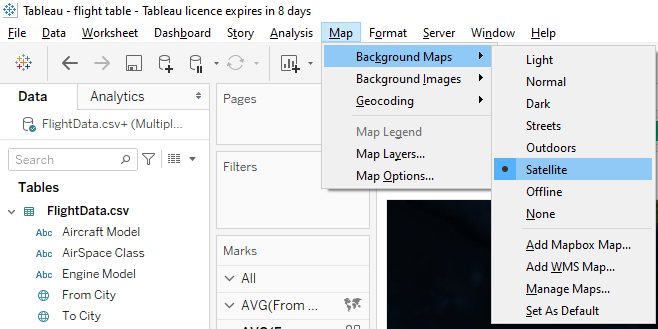 Tableau - flight table - Tableau licence expires in 8 days
File Data Worksheet Dashboard Story Analysis Map Format Server Window Help
Background Maps
Background Images
Geocoding
Map Legend
Map Layers...
Map Options...
Light
Normal
Dark
Streets
Outdoors
Satellite
Offline
None
Add Mapbox Map...
Add WMS Map...
Manage Maps...
Set As Default
Data Analytics
FlightData.csv+ (Multipl...
Search
Tables
FlightData.csv
Abc Aircraft Model
Abc AirSpace Class
Abc Engine Model
From City
To City
Pages
Filters
Marks
All
AVG(From ...